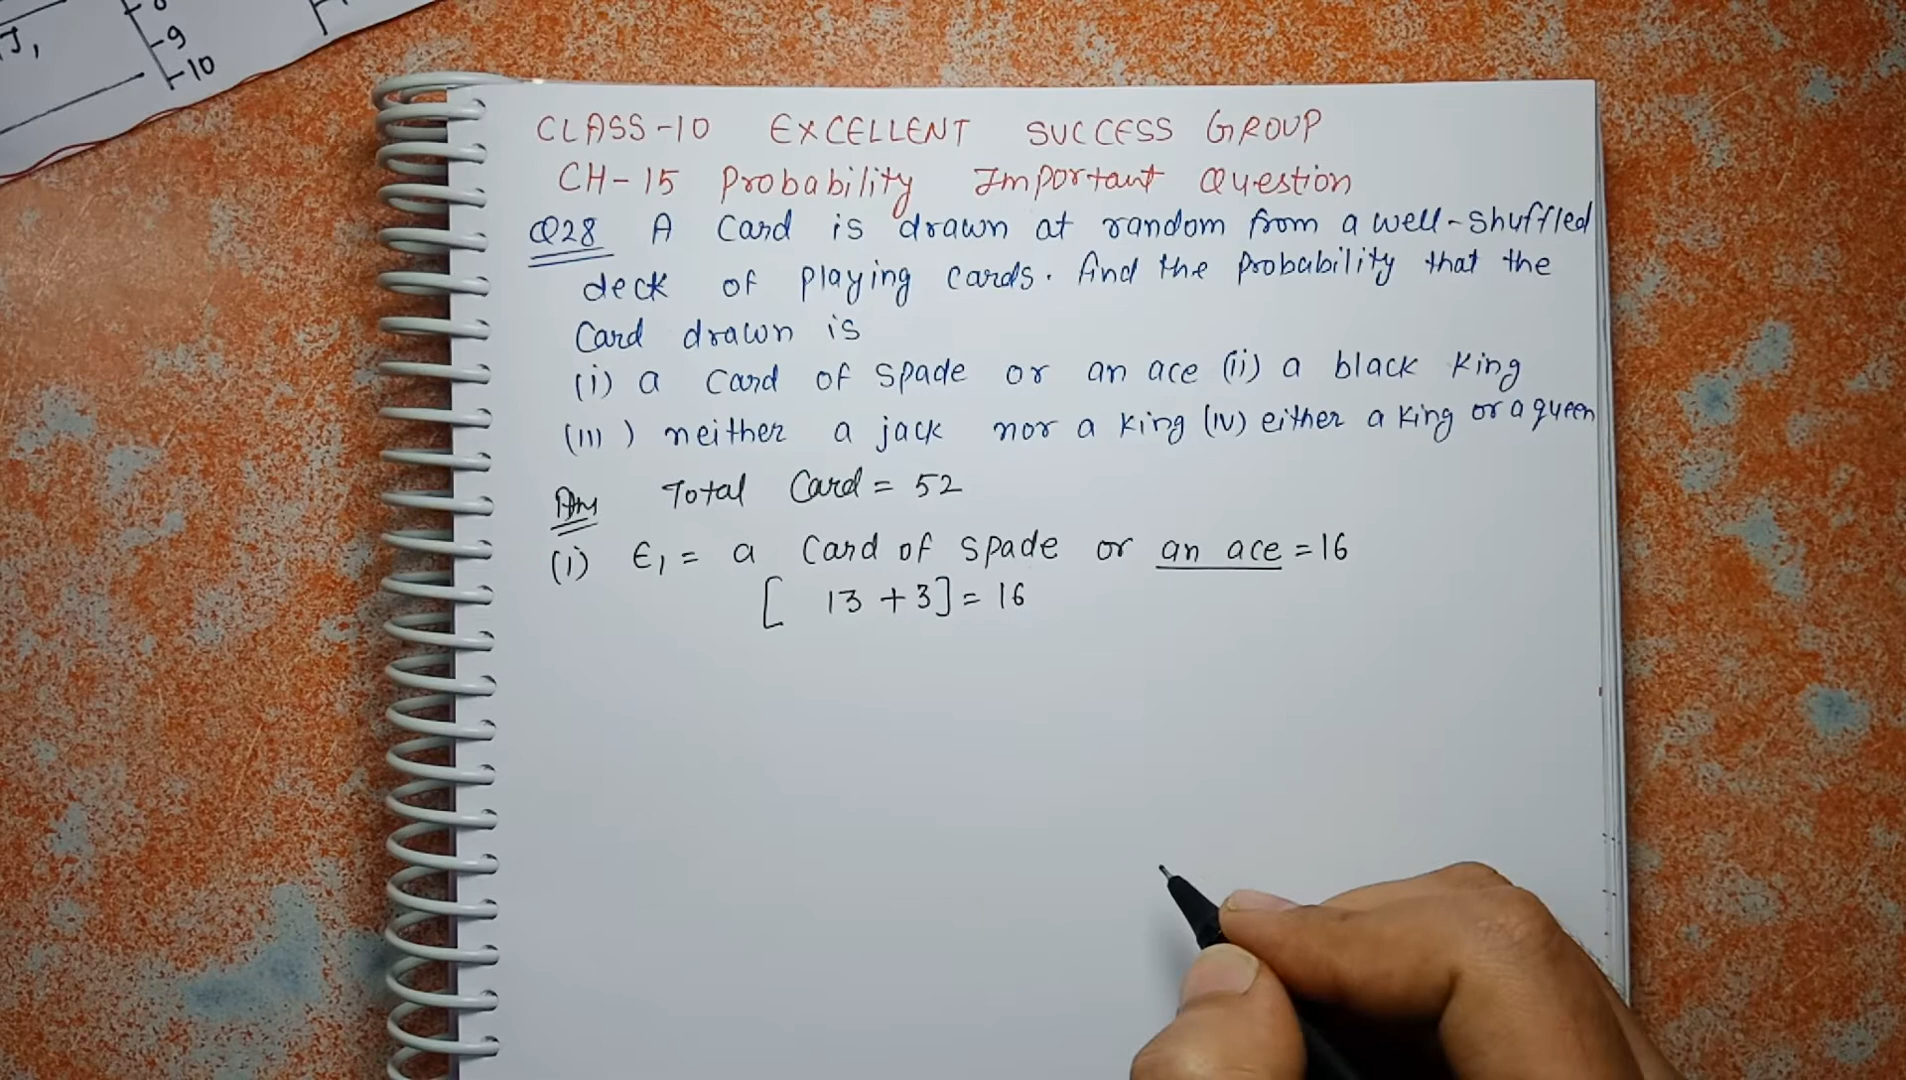 J,
9
10
CLASS-10 EXCELLENT SUCCESS GROUP
CH-15 Probability Important Question
Q28 A Card is drawn at random from a well-shuffled
deck of playing cards. find the probability that the
Card drawn is
(i) a card of spade or an ace (ii) a black king
(iii) neither a jack nor a king (iv) either a king or a queen
Ans Total Card = 52
(i) E1 = a Card of spade or an ace = 16
[ 13 + 3] = 16